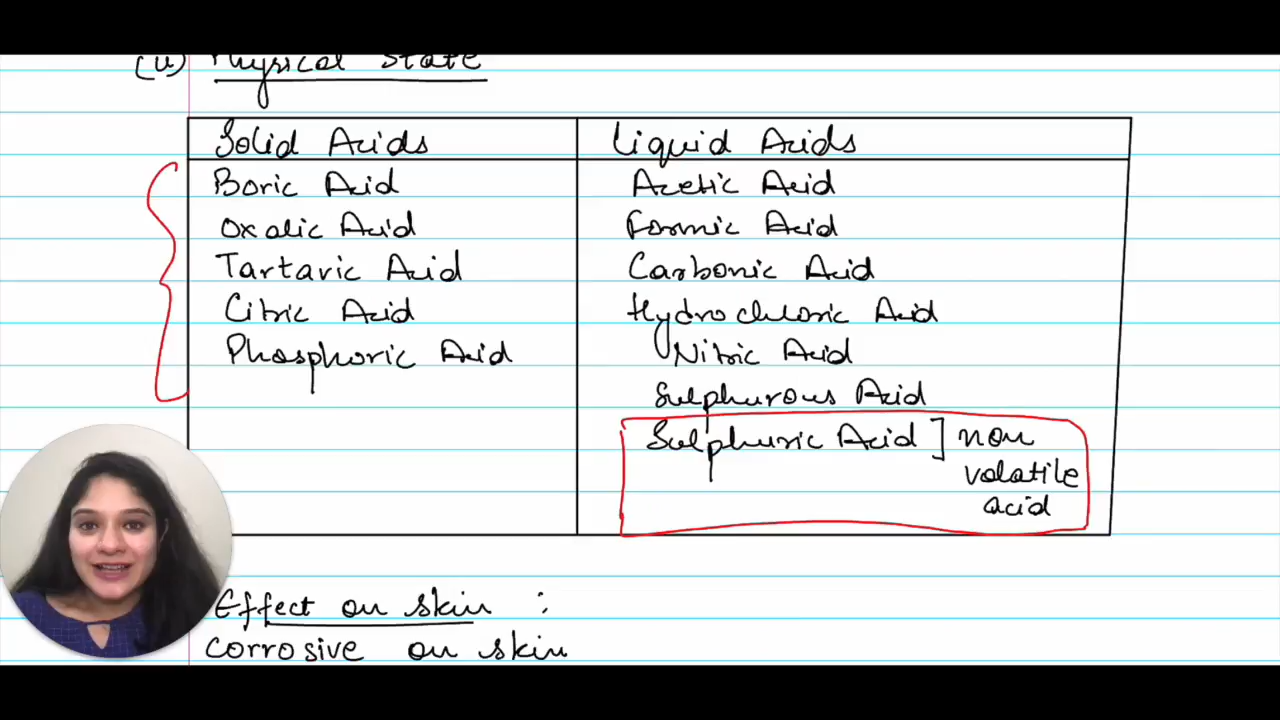 (ii) Physical State
Solid Acids
Liquid Acids
Boric Acid
Acetic Acid
Oxalic Acid
Formic Acid
Tartaric Acid
Carbonic Acid
Citric Acid
Hydrochloric Acid
Phosphoric Acid
Nitric Acid
Sulphurous Acid
Sulphuric Acid ] non
volatile
acid
Effect on skin :
corrosive on skin